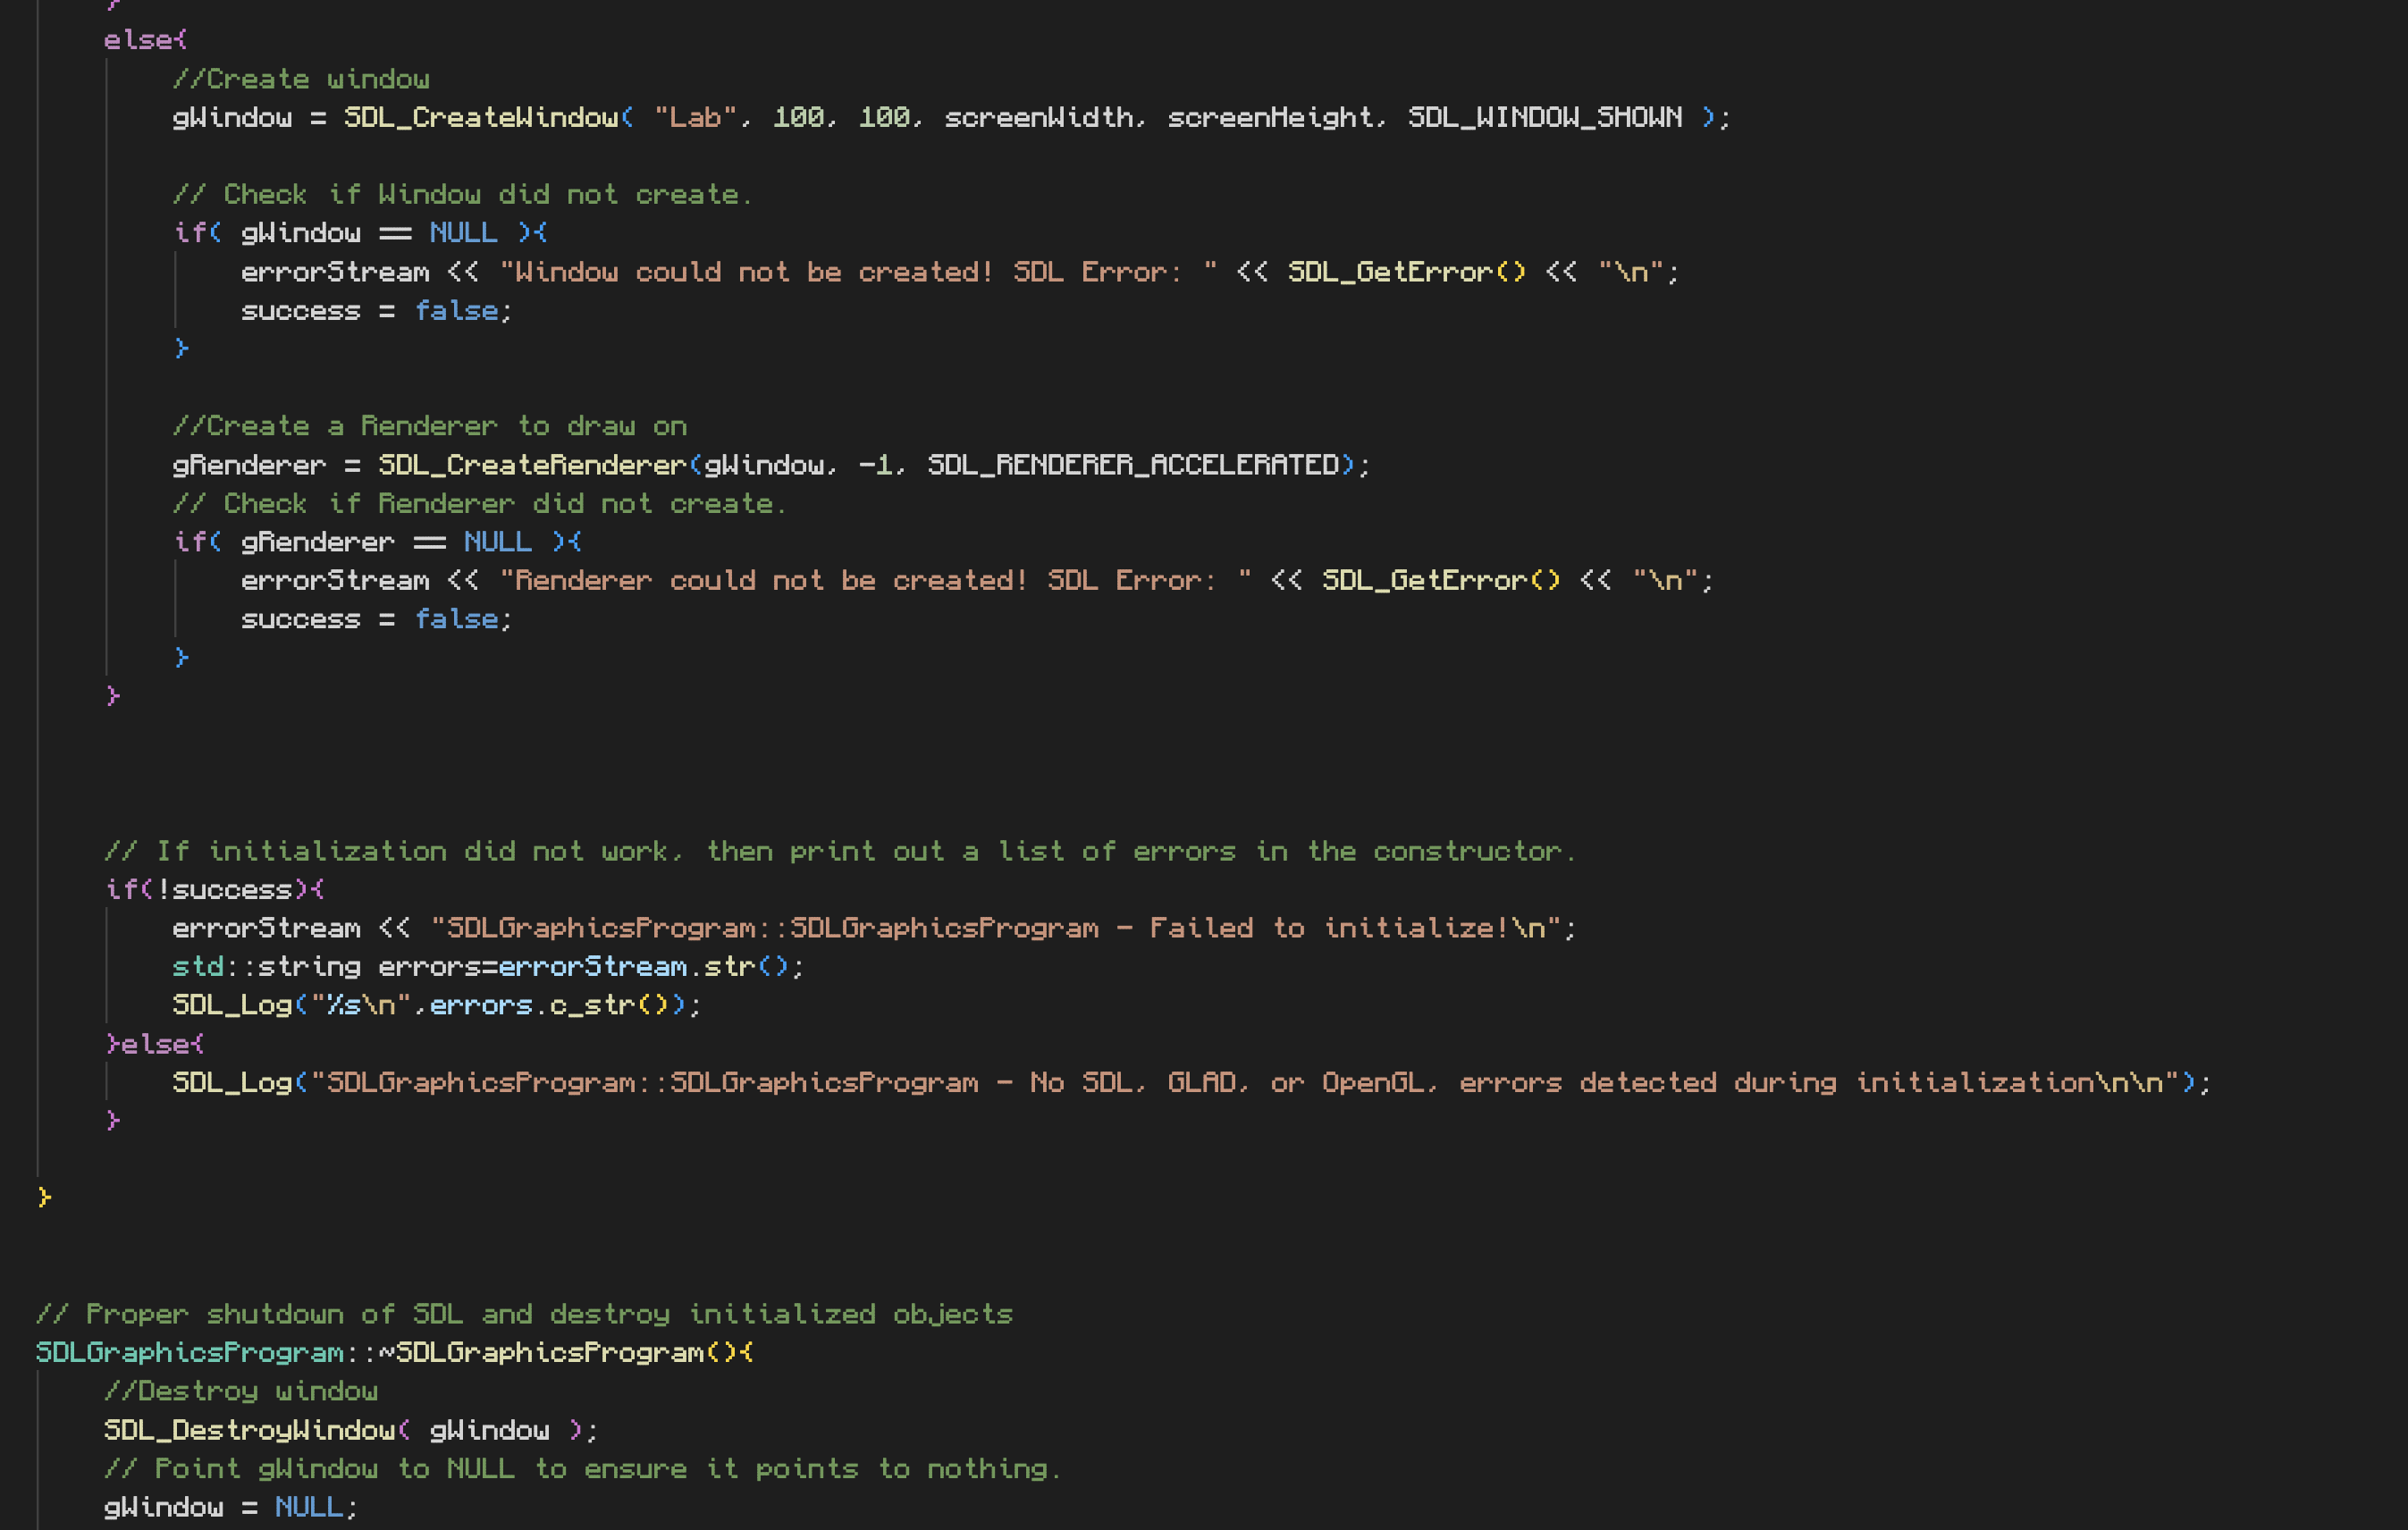 }
else{
//Create window
gWindow = SDL_CreateWindow( "Lab", 100, 100, screenWidth, screenHeight, SDL_WINDOW_SHOWN );
// Check if Window did not create.
if( gWindow == NULL ){
errorStream << "Window could not be created! SDL Error: " << SDL_GetError() << "\n";
success = false;
}
//Create a Renderer to draw on
gRenderer = SDL_CreateRenderer(gWindow, -1, SDL_RENDERER_ACCELERATED);
// Check if Renderer did not create.
if( gRenderer == NULL ){
errorStream << "Renderer could not be created! SDL Error: " << SDL_GetError() << "\n";
success = false;
}
}
// If initialization did not work, then print out a list of errors in the constructor.
if(!success){
errorStream << "SDLGraphicsProgram::SDLGraphicsProgram - Failed to initialize!\n";
std::string errors=errorStream.str();
SDL_Log("%s\n",errors.c_str());
}else{
SDL_Log("SDLGraphicsProgram::SDLGraphicsProgram - No SDL, GLAD, or OpenGL, errors detected during initialization\n\n");
}
}
// Proper shutdown of SDL and destroy initialized objects
SDLGraphicsProgram::~SDLGraphicsProgram(){
//Destroy window
SDL_DestroyWindow( gWindow );
// Point gWindow to NULL to ensure it points to nothing.
gWindow = NULL;